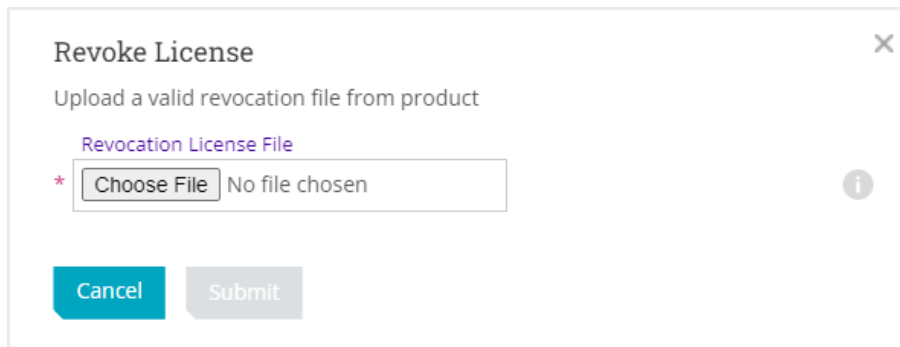 Revoke License
Upload a valid revocation file from product
Revocation License File
* Choose File No file chosen
Cancel Submit